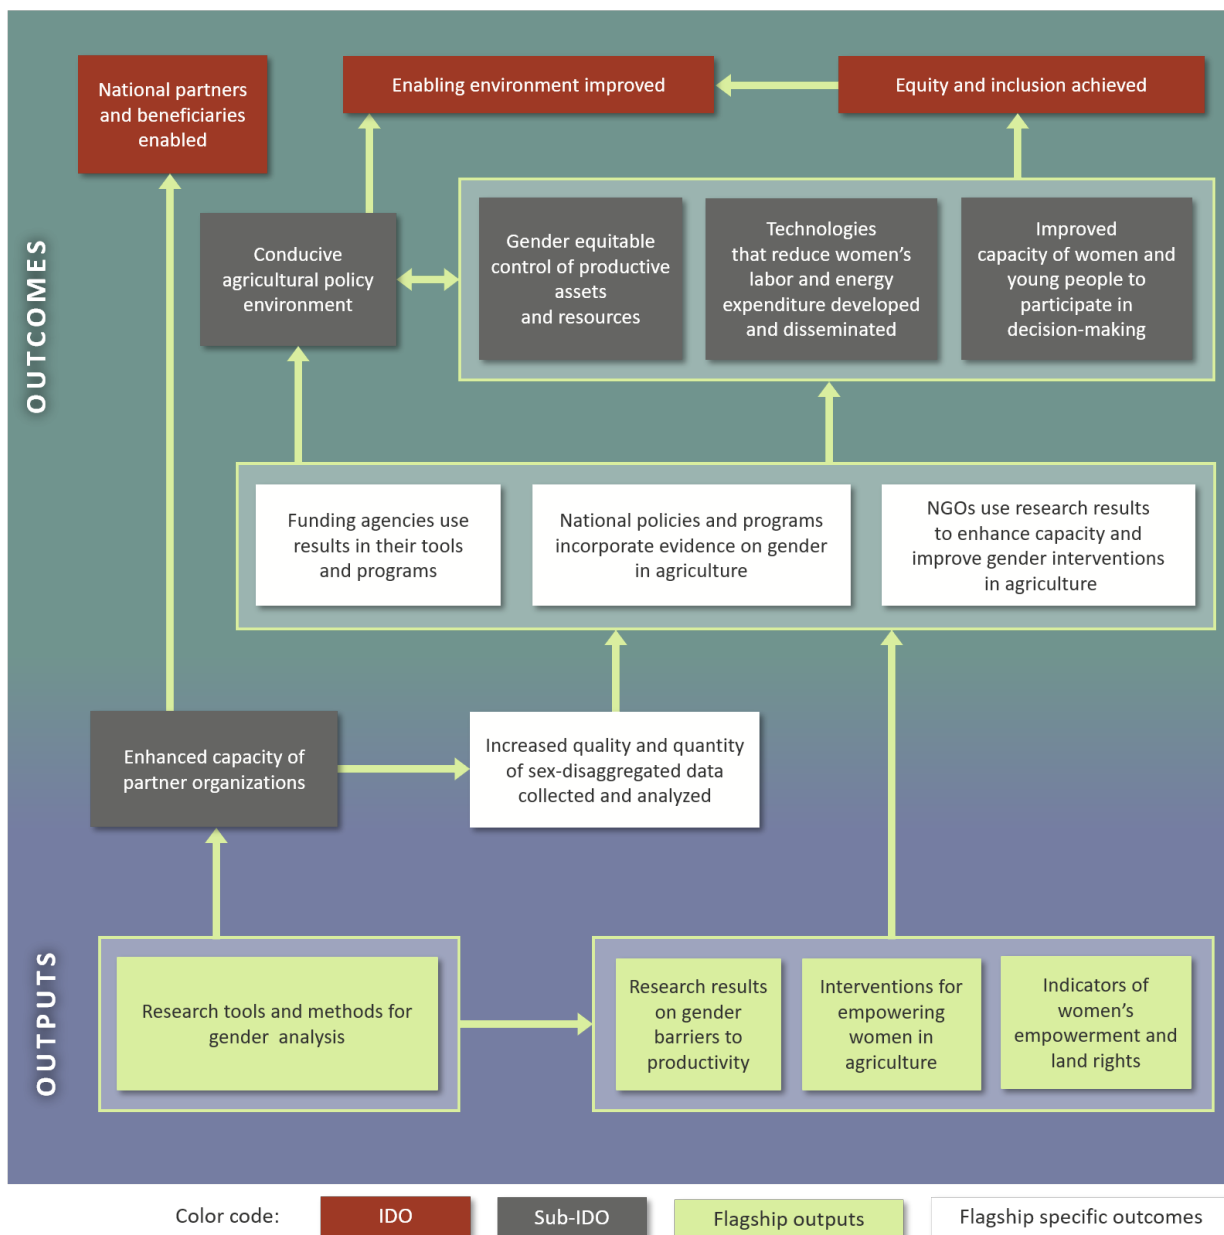 OUTCOMES
National partners
and beneficiaries
enabled
Enabling environment improved
Equity and inclusion achieved
Conducive
agricultural policy
environment
Gender equitable
control of productive
assets
and resources
Technologies
that reduce women’s
labor and energy
expenditure developed
and disseminated
Improved
capacity of women and
young people to
participate in
decision-making
Funding agencies use
results in their tools
and programs
National policies and programs
incorporate evidence on gender
in agriculture
NGOs use research results
to enhance capacity and
improve gender interventions
in agriculture
Enhanced capacity of
partner organizations
Increased quality and quantity
of sex-disaggregated data
collected and analyzed
OUTPUTS
Research tools and methods for
gender analysis
Research results
on gender
barriers to
productivity
Interventions for
empowering
women in
agriculture
Indicators of
women’s
empowerment and
land rights
Color code:
IDO
Sub-IDO
Flagship outputs
Flagship specific outcomes